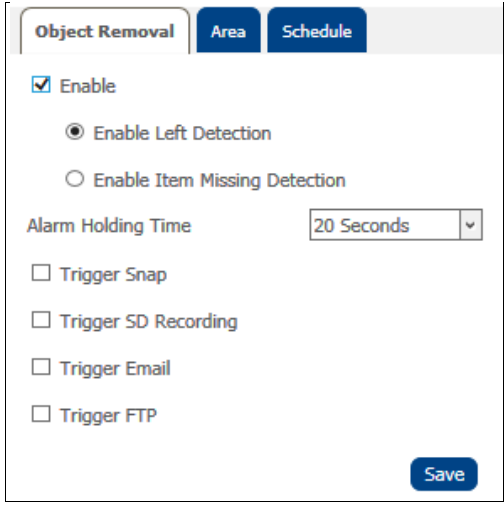 Object Removal Area Schedule
Enable
Enable Left Detection
Enable Item Missing Detection
Alarm Holding Time 20 Seconds
Trigger Snap
Trigger SD Recording
Trigger Email
Trigger FTP
Save